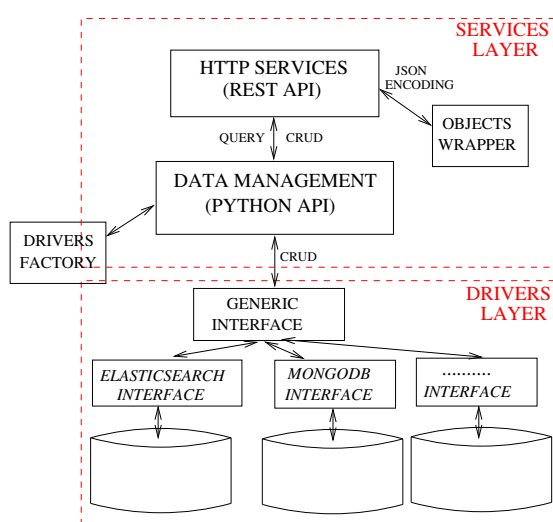 SERVICES
LAYER
HTTP SERVICES
(REST API)
JSON
ENCODING
OBJECTS
WRAPPER
QUERY CRUD
DATA MANAGEMENT
(PYTHON API)
DRIVERS
FACTORY
CRUD
DRIVERS
LAYER
GENERIC
INTERFACE
ELASTICSEARCH
INTERFACE
MONGODB
INTERFACE
..........
INTERFACE